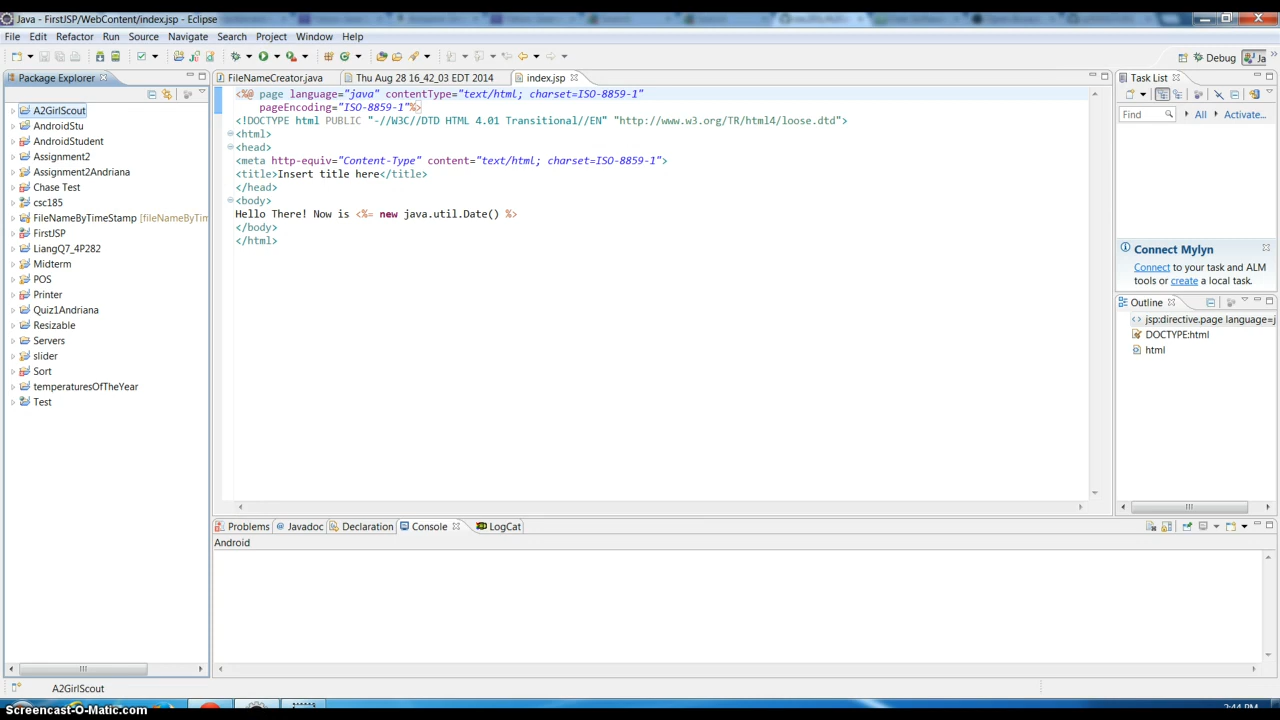 Java - FirstJSP/WebContent/index.jsp - Eclipse
File Edit Refactor Run Source Navigate Search Project Window Help
Debug Ja
Package Explorer
FileNameCreator.java Thu Aug 28 16_42_03 EDT 2014 index.jsp
Task List
Find All Activate...
A2GirlScout
AndroidStu
AndroidStudent
Assignment2
Assignment2Andriana
Chase Test
csc185
FileNameByTimeStamp [fileNameByTim
FirstJSP
LiangQ7_4P282
Midterm
POS
Printer
Quiz1Andriana
Resizable
Servers
slider
Sort
temperaturesOfTheYear
Test
<%@ page language="java" contentType="text/html; charset=ISO-8859-1"
pageEncoding="ISO-8859-1"%>
<!DOCTYPE html PUBLIC "-//W3C//DTD HTML 4.01 Transitional//EN" "http://www.w3.org/TR/html4/loose.dtd">
<html>
<head>
<meta http-equiv="Content-Type" content="text/html; charset=ISO-8859-1">
<title>Insert title here</title>
</head>
<body>
Hello There! Now is <%= new java.util.Date() %>
</body>
</html>
Connect Mylyn
Connect to your task and ALM
tools or create a local task.
Outline
jsp:directive.page language=j
DOCTYPE:html
html
Problems Javadoc Declaration Console LogCat
Android
A2GirlScout
Screencast-O-Matic.com